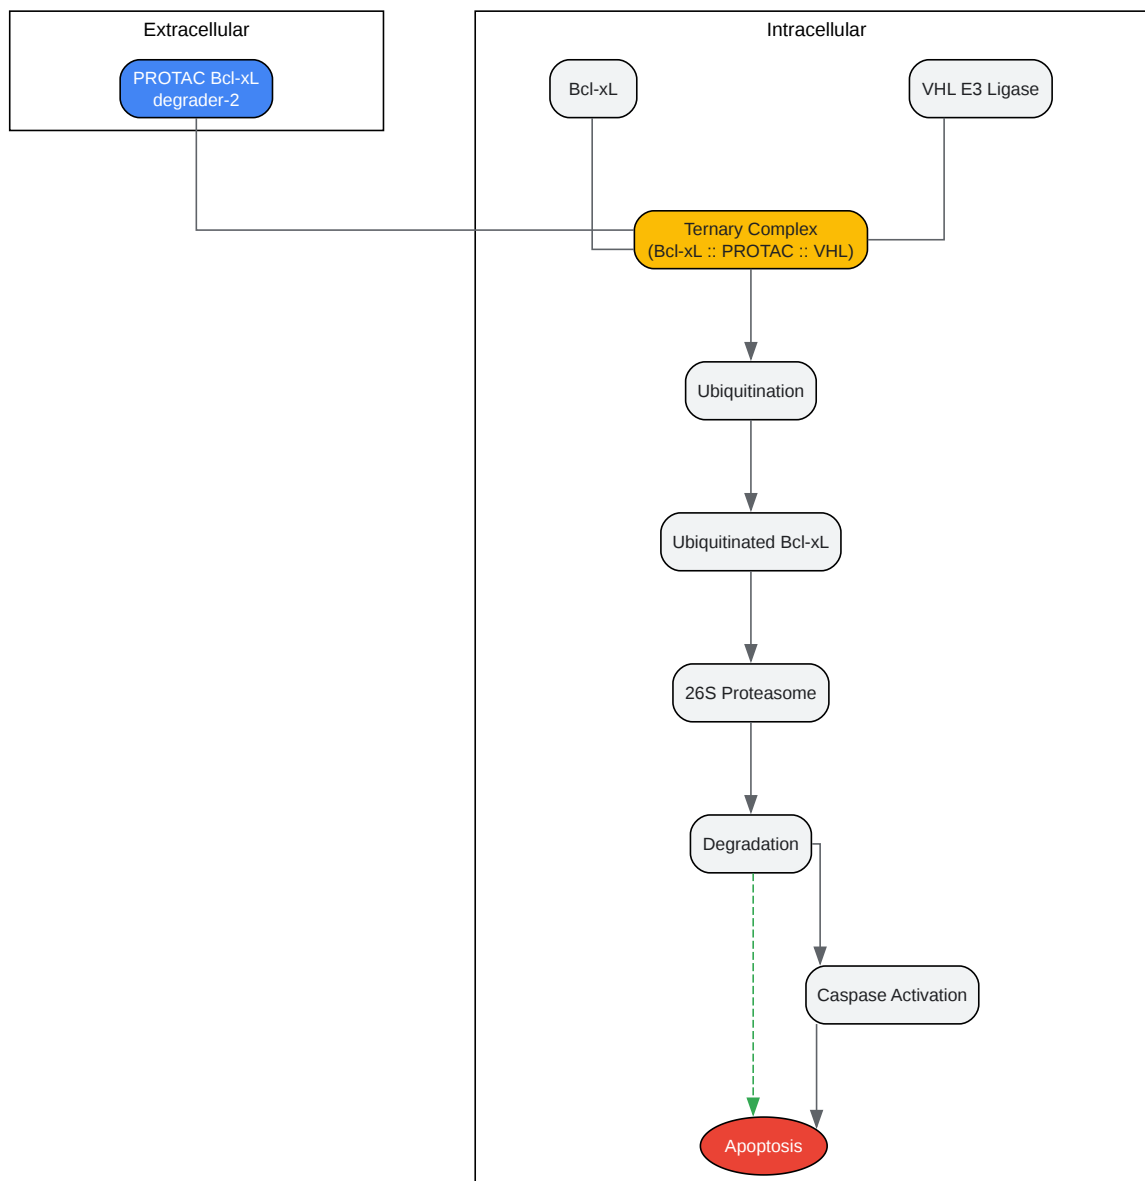 Extracellular
PROTAC Bcl-xL
degrader-2
Intracellular
Bcl-xL
VHL E3 Ligase
Ternary Complex
(Bcl-xL :: PROTAC :: VHL)
Ubiquitination
Ubiquitinated Bcl-xL
26S Proteasome
Degradation
Caspase Activation
Apoptosis